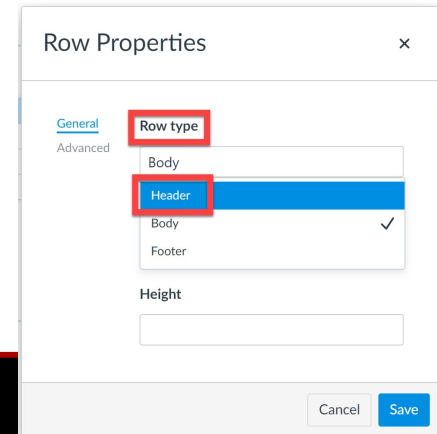 Row Properties ×
General
Advanced
Row type
Body
Header
Body
Footer
Height
Cancel Save